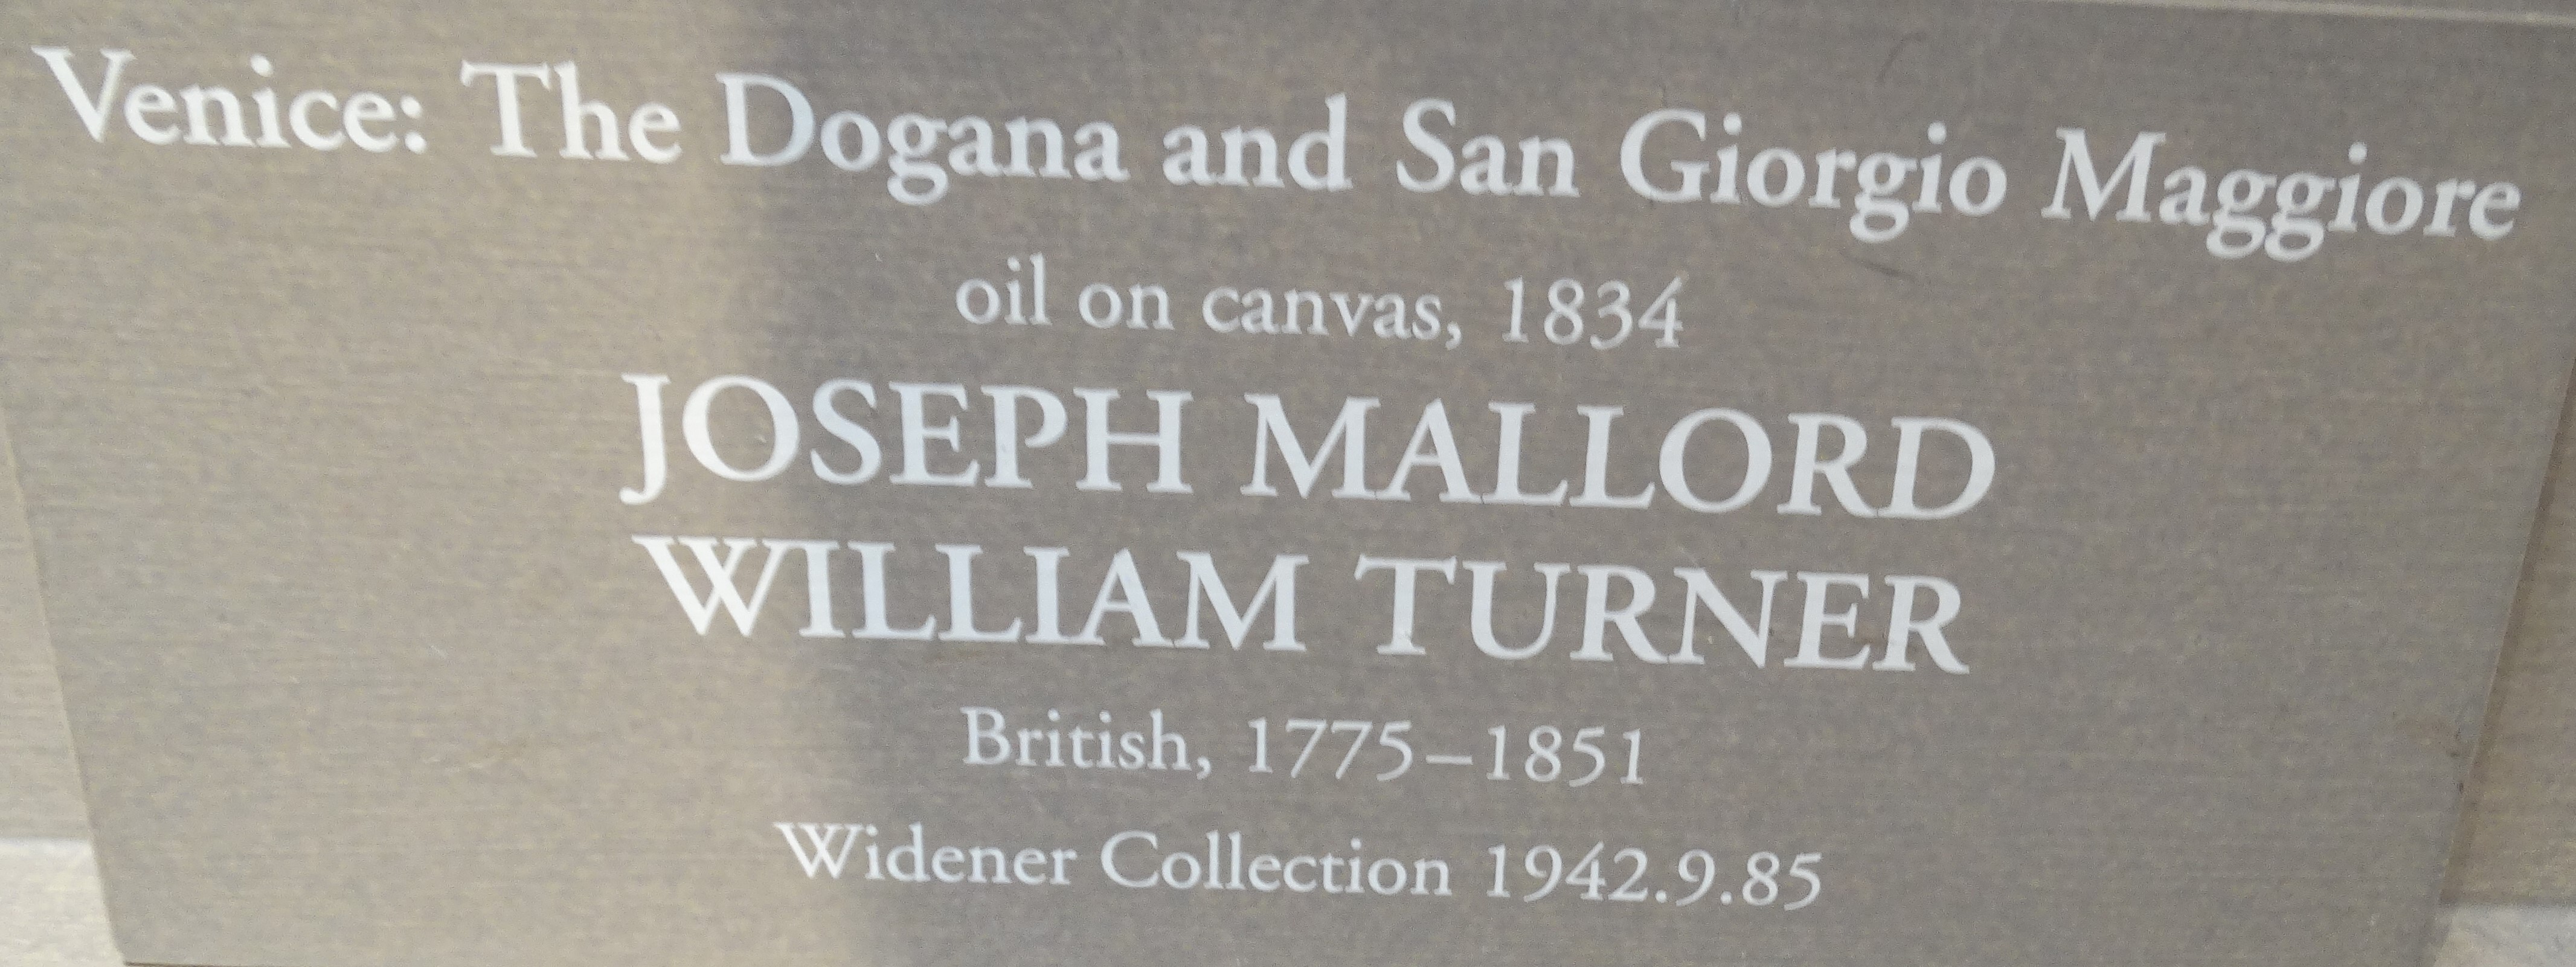 Venice: The Dogana and San Giorgio Maggiore
oil on canvas, 1834
JOSEPH MALLORD
WILLIAM TURNER
British, 1775–1851
Widener Collection 1942.9.85